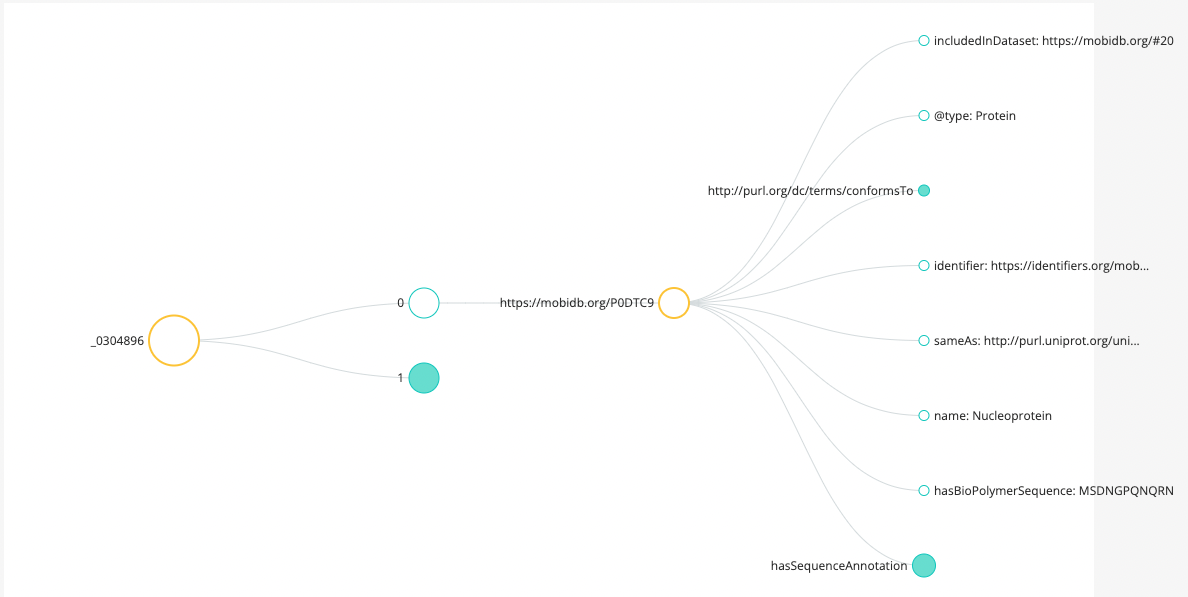 includedInDataset: https://mobidb.org/#20
@type: Protein
http://purl.org/dc/terms/conformsTo
identifier: https://identifiers.org/mob...
0
https://mobidb.org/P0DTC9
_0304896
sameAs: http://purl.uniprot.org/uni...
1
name: Nucleoprotein
hasBioPolymerSequence: MSDNGPQNQRN
hasSequenceAnnotation